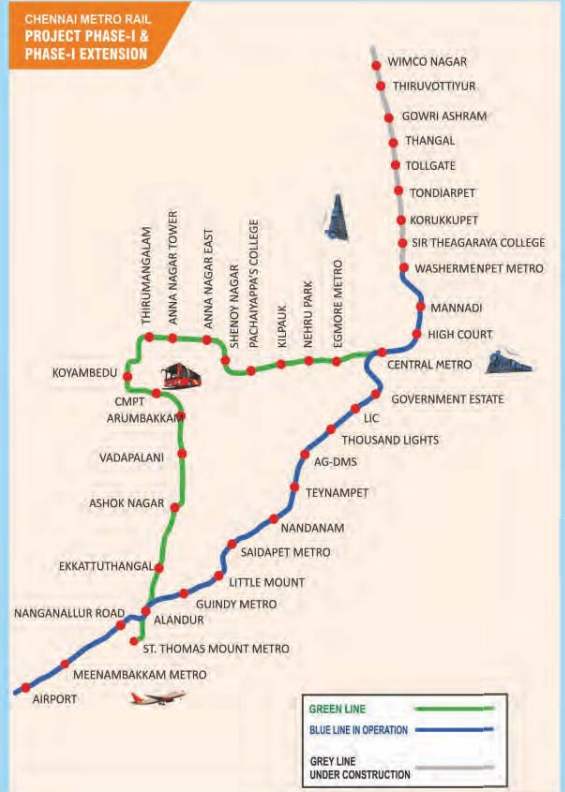 CHENNAI METRO RAIL
PROJECT PHASE-I &
PHASE-I EXTENSION
WIMCO NAGAR
THIRUVOTTIYUR
GOWRI ASHRAM
THANGAL
TOLLGATE
TONDIARPET
KORUKKUPET
SIR THEAGARAYA COLLEGE
WASHERMENPET METRO
MANNADI
HIGH COURT
CENTRAL METRO
THIRUMANGALAM
ANNA NAGAR TOWER
ANNA NAGAR EAST
SHENOY NAGAR
PACHAIYAPPA'S COLLEGE
KILPAUK
NEHRU PARK
EGMORE METRO
KOYAMBEDU
CMPT
ARUMBAKKAM
VADAPALANI
ASHOK NAGAR
EKKATTUTHANGAL
GOVERNMENT ESTATE
LIC
THOUSAND LIGHTS
AG-DMS
TEYNAMPET
NANDANAM
SAIDAPET METRO
LITTLE MOUNT
GUINDY METRO
NANGANALLUR ROAD
ALANDUR
ST. THOMAS MOUNT METRO
MEENAMBAKKAM METRO
AIRPORT
GREEN LINE
BLUE LINE IN OPERATION
GREY LINE
UNDER CONSTRUCTION